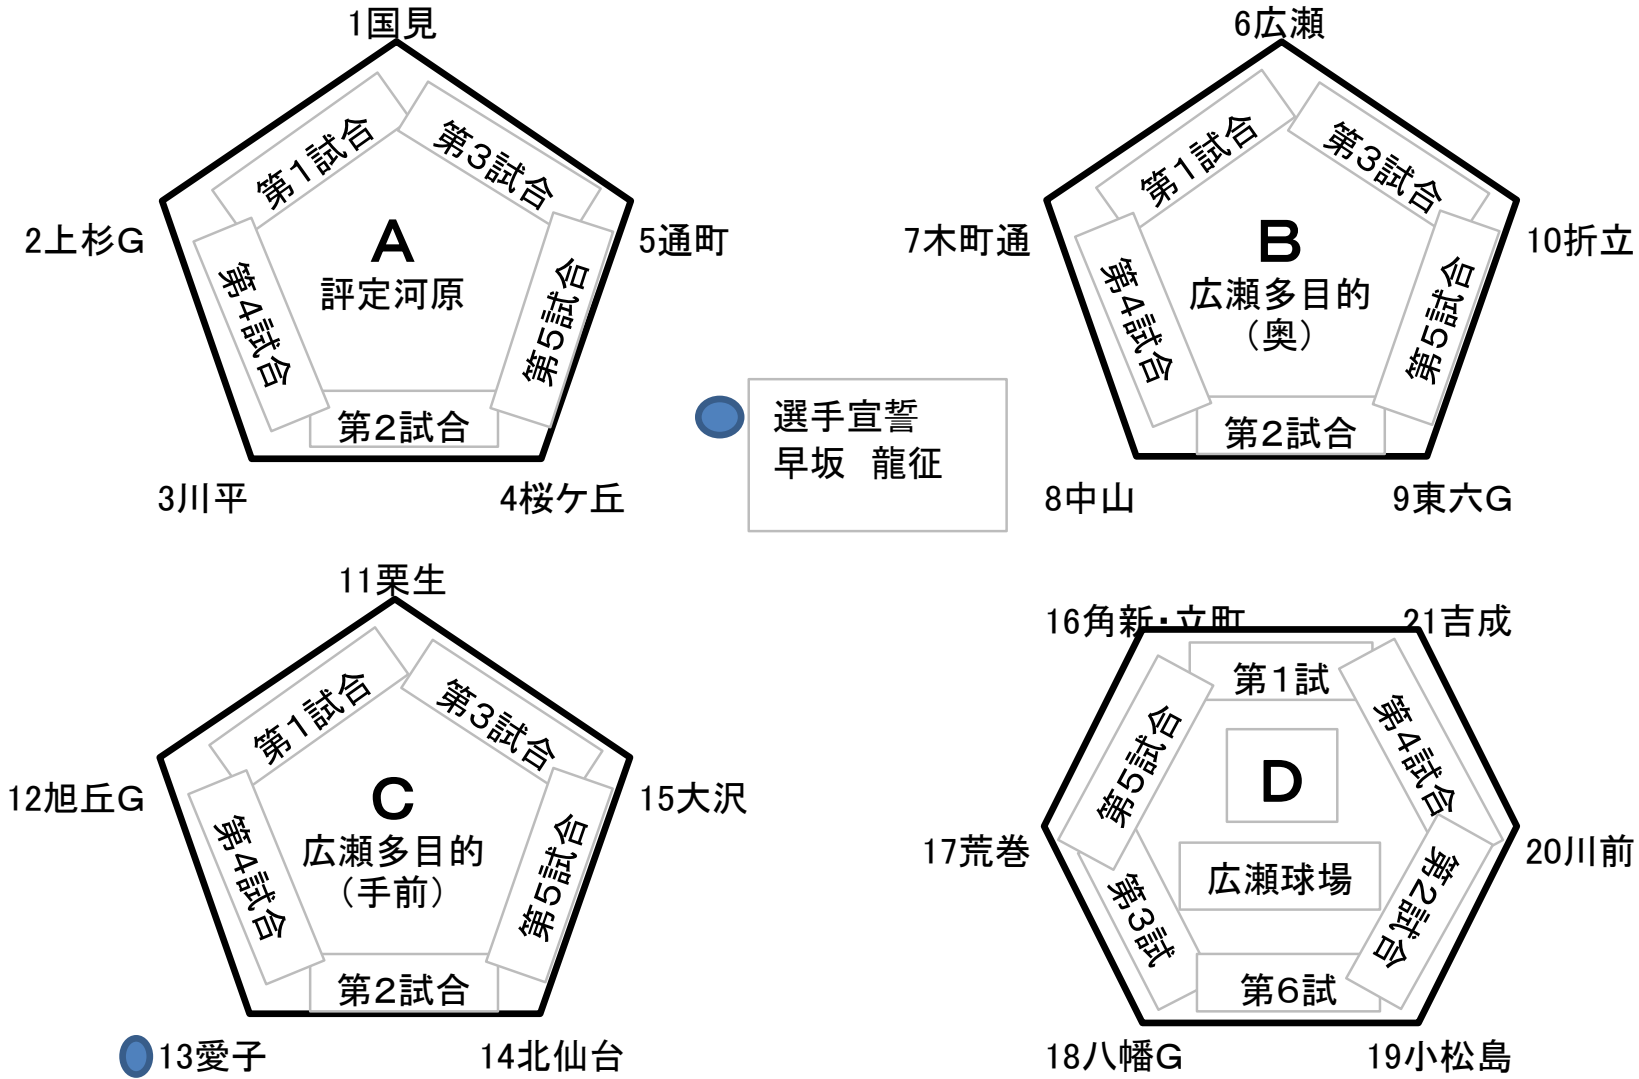 1国見
第1試合
第3試合
2上杉G
A
5通町
評定河原
第4試合
第5試合
第2試合
3川平
4桜ケ丘
6広瀬
第1試合
第3試合
7木町通
B
10折立
広瀬多目的
（奥）
第4試合
第5試合
第2試合
8中山
9東六G
選手宣誓
早坂　龍征
11栗生
第1試合
第3試合
12旭丘G
C
15大沢
広瀬多目的
（手前）
第4試合
第5試合
第2試合
13愛子
14北仙台
16角新・立町
21吉成
第1試
第5試合
第4試合
D
17荒巻
20川前
広瀬球場
第3試
第2試合
第6試
18八幡G
19小松島